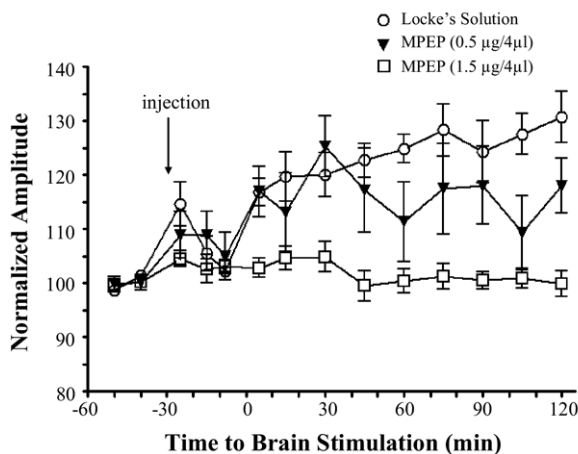 Locke's Solution
MPEP (0.5 µg/4µl)
MPEP (1.5 µg/4µl)
140
130
120
110
100
90
80
injection
Normalized Amplitude
-60 -30 0 30 60 90 120
Time to Brain Stimulation (min)